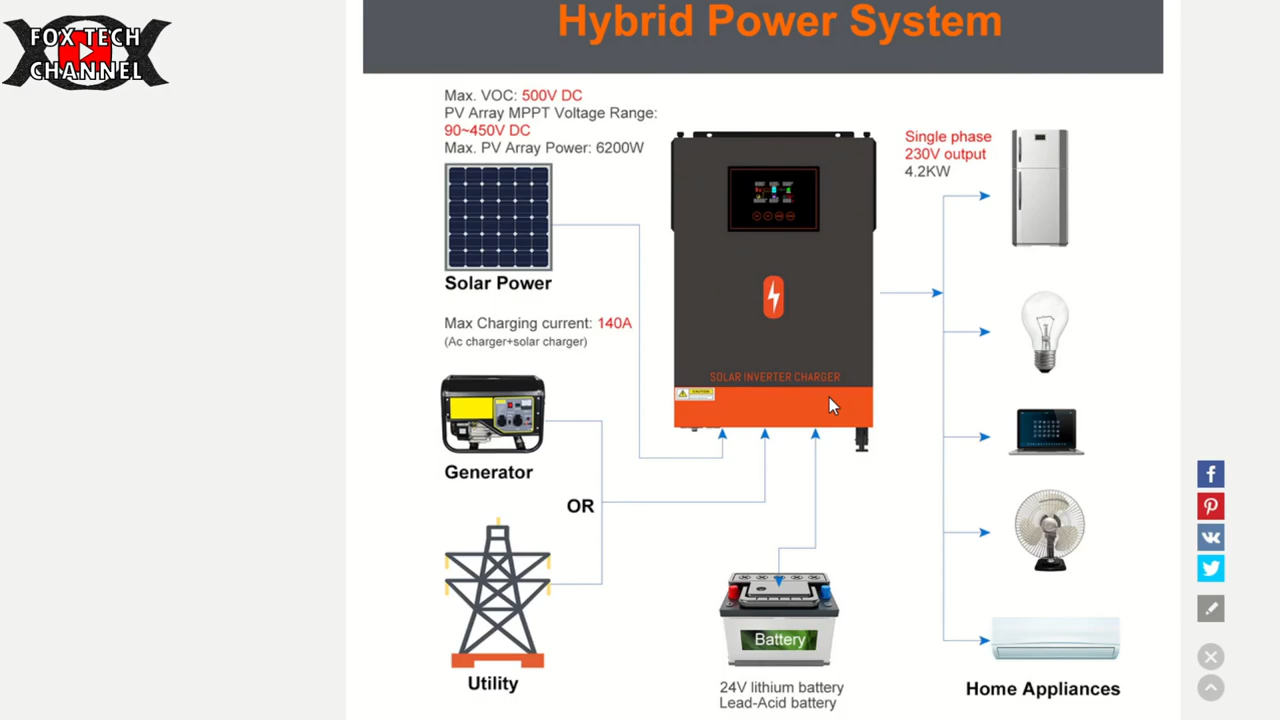 FOX TECH
CHANNEL
Hybrid Power System
Max. VOC: 500V DC
PV Array MPPT Voltage Range:
90~450V DC
Max. PV Array Power: 6200W
Solar Power
Max Charging current: 140A
(Ac charger+solar charger)
Generator
OR
Utility
SOLAR INVERTER CHARGER
Battery
24V lithium battery
Lead-Acid battery
Single phase
230V output
4.2KW
Home Appliances